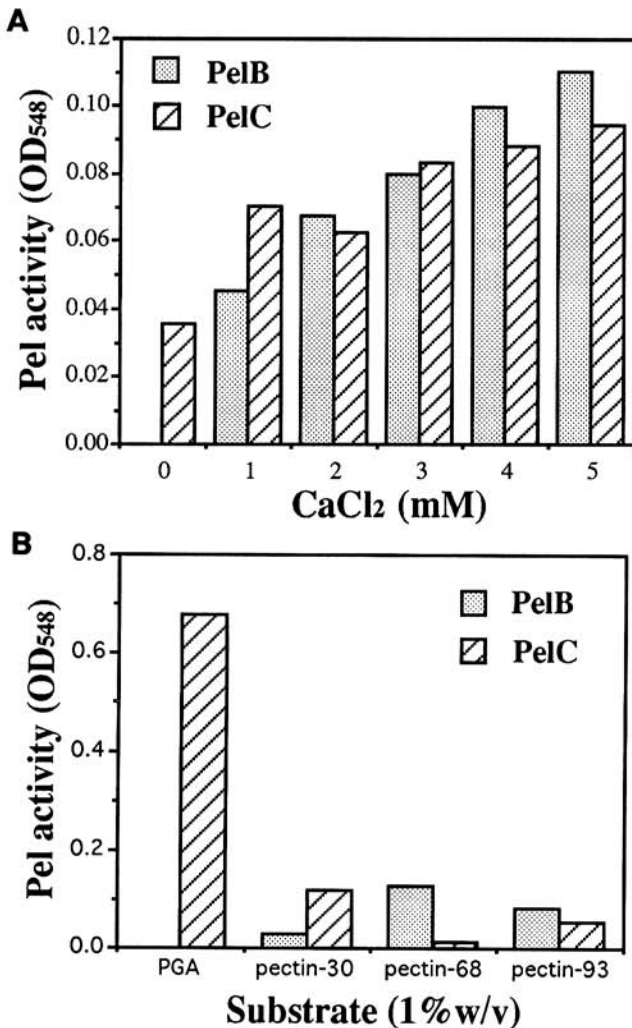 A
0.12
0.10
0.08
0.06
0.04
0.02
0.00
Pel activity (OD548)
PelB
PelC
0 1 2 3 4 5
CaCl2 (mM)
B
0.8
0.6
0.4
0.2
0.0
Pel activity (OD548)
PelB
PelC
PGA pectin-30 pectin-68 pectin-93
Substrate (1%w/v)